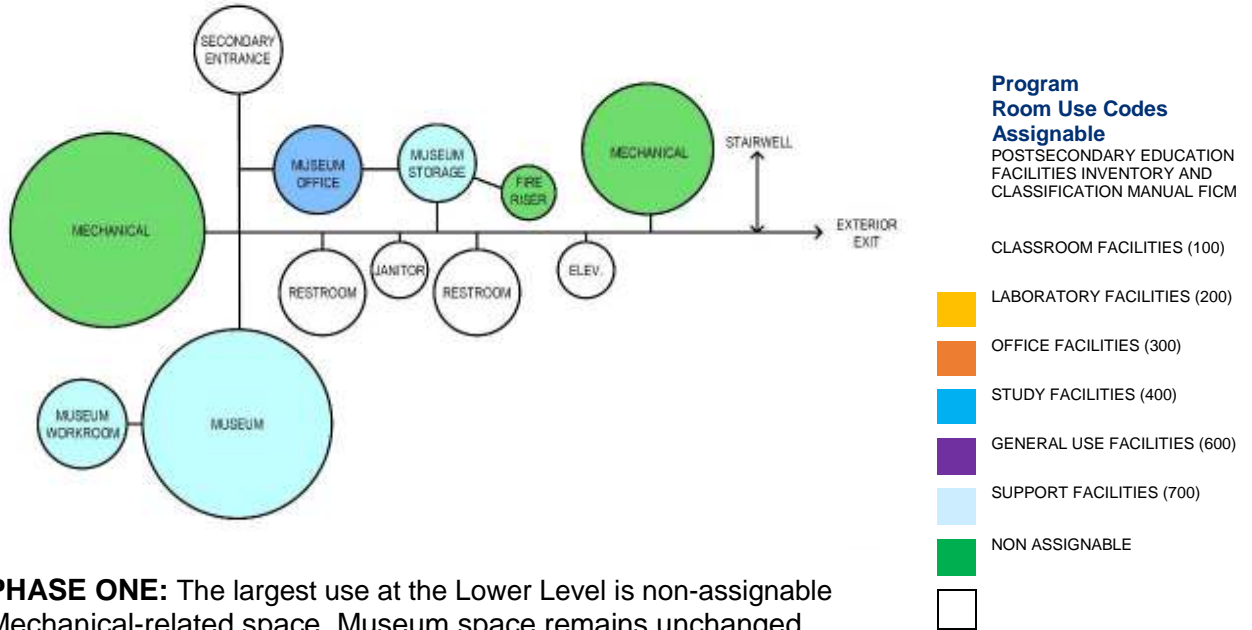 SECONDARY
ENTRANCE
MECHANICAL
MUSEUM
OFFICE
MUSEUM
STORAGE
FIRE
RISER
MECHANICAL
STAIRWELL
EXTERIOR
EXIT
RESTROOM
JANITOR
RESTROOM
ELEV.
MUSEUM
WORKROOM
MUSEUM
Program
Room Use Codes
Assignable
POSTSECONDARY EDUCATION
FACILITIES INVENTORY AND
CLASSIFICATION MANUAL FICM
CLASSROOM FACILITIES (100)
LABORATORY FACILITIES (200)
OFFICE FACILITIES (300)
STUDY FACILITIES (400)
GENERAL USE FACILITIES (600)
SUPPORT FACILITIES (700)
NON ASSIGNABLE
PHASE ONE: The largest use at the Lower Level is non-assignable
Mechanical-related space. Museum space remains unchanged